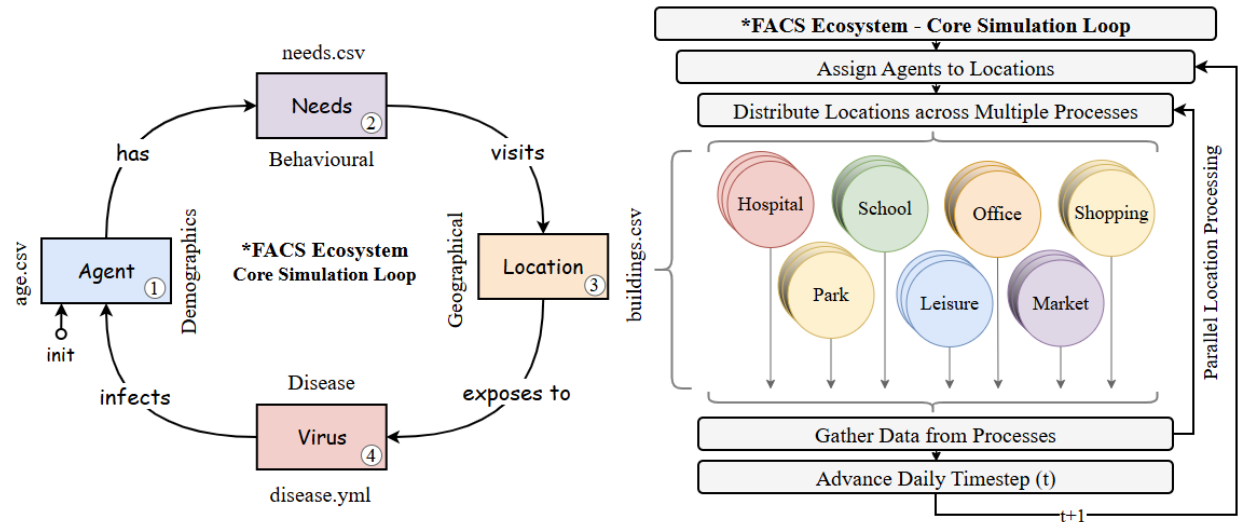 needs.csv
Needs
2
Behavioural
has
visits
age.csv
Agent
1
Demographics
init
*FACS Ecosystem
Core Simulation Loop
Geographical
Location
3
infects
exposes to
Disease
Virus
4
disease.yml
*FACS Ecosystem - Core Simulation Loop
Assign Agents to Locations
Distribute Locations across Multiple Processes
buildings.csv
Hospital
School
Office
Shopping
Park
Leisure
Market
Parallel Location Processing
Gather Data from Processes
Advance Daily Timestep (t)
t+1